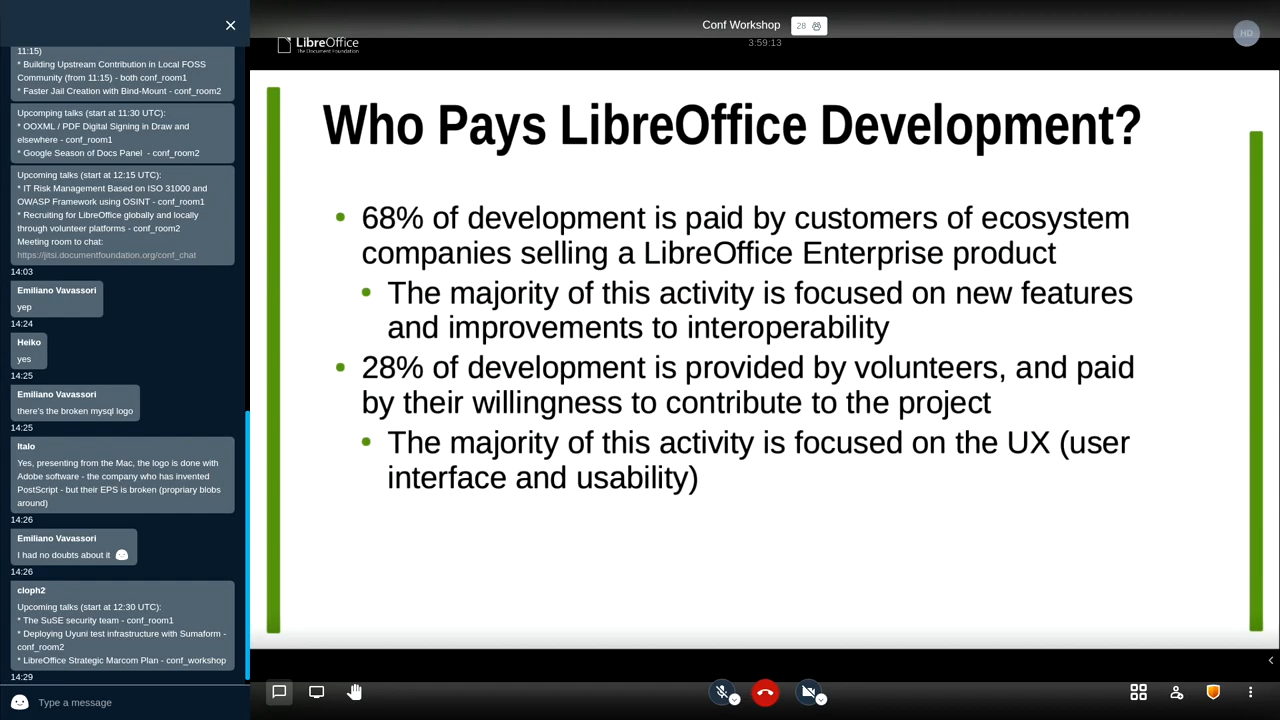 11:15)
* Building Upstream Contribution in Local FOSS
Community (from 11:15) - both conf_room1
* Faster Jail Creation with Bind-Mount - conf_room2
Upcomping talks (start at 11:30 UTC):
* OOXML / PDF Digital Signing in Draw and
elsewhere - conf_room1
* Google Season of Docs Panel - conf_room2
Upcoming talks (start at 12:15 UTC):
* IT Risk Management Based on ISO 31000 and
OWASP Framework using OSINT - conf_room1
* Recruiting for LibreOffice globally and locally
through volunteer platforms - conf_room2
Meeting room to chat:
https://jitsi.documentfoundation.org/conf_chat
14:03
Emiliano Vavassori
yep
14:24
Heiko
yes
14:25
Emiliano Vavassori
there's the broken mysql logo
14:25
Italo
Yes, presenting from the Mac, the logo is done with
Adobe software - the company who has invented
PostScript - but their EPS is broken (propriary blobs
around)
14:26
Emiliano Vavassori
I had no doubts about it
14:26
cloph2
Upcoming talks (start at 12:30 UTC):
* The SuSE security team - conf_room1
* Deploying Uyuni test infrastructure with Sumaform -
conf_room2
* LibreOffice Strategic Marcom Plan - conf_workshop
14:29
Type a message
Conf Workshop 28
3:59:13
HD
LibreOffice
The Document Foundation
Who Pays LibreOffice Development?
• 68% of development is paid by customers of ecosystem
companies selling a LibreOffice Enterprise product
• The majority of this activity is focused on new features
and improvements to interoperability
• 28% of development is provided by volunteers, and paid
by their willingness to contribute to the project
• The majority of this activity is focused on the UX (user
interface and usability)